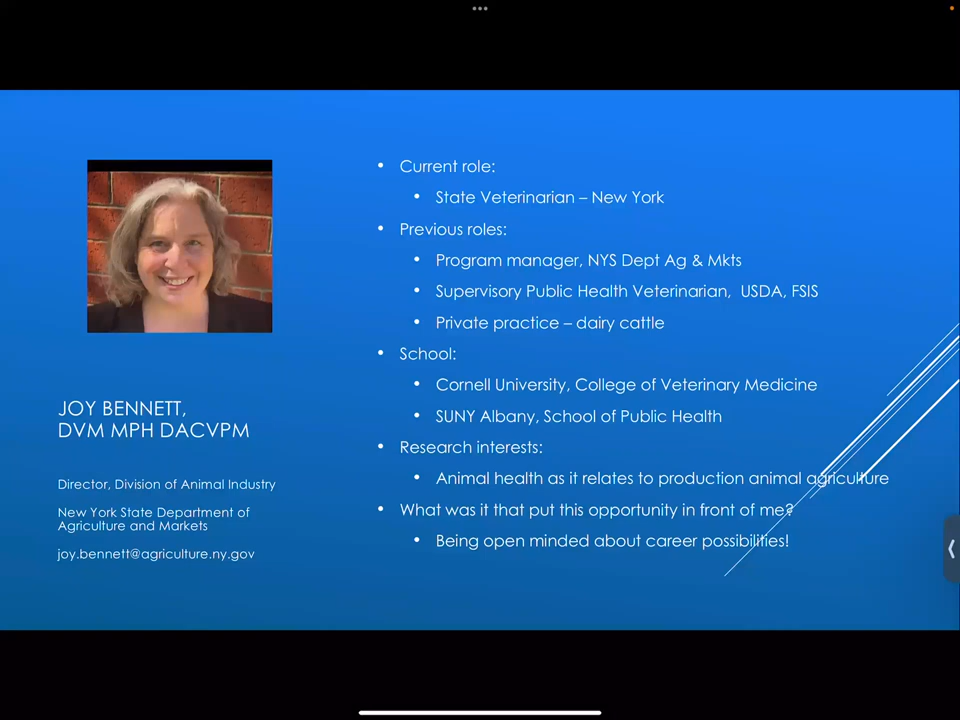 JOY BENNETT,
DVM MPH DACVPM
Director, Division of Animal Industry
New York State Department of
Agriculture and Markets
joy.bennett@agriculture.ny.gov
• Current role:
• State Veterinarian – New York
• Previous roles:
• Program manager, NYS Dept Ag & Mkts
• Supervisory Public Health Veterinarian, USDA, FSIS
• Private practice – dairy cattle
• School:
• Cornell University, College of Veterinary Medicine
• SUNY Albany, School of Public Health
• Research interests:
• Animal health as it relates to production animal agriculture
• What was it that put this opportunity in front of me?
• Being open minded about career possibilities!